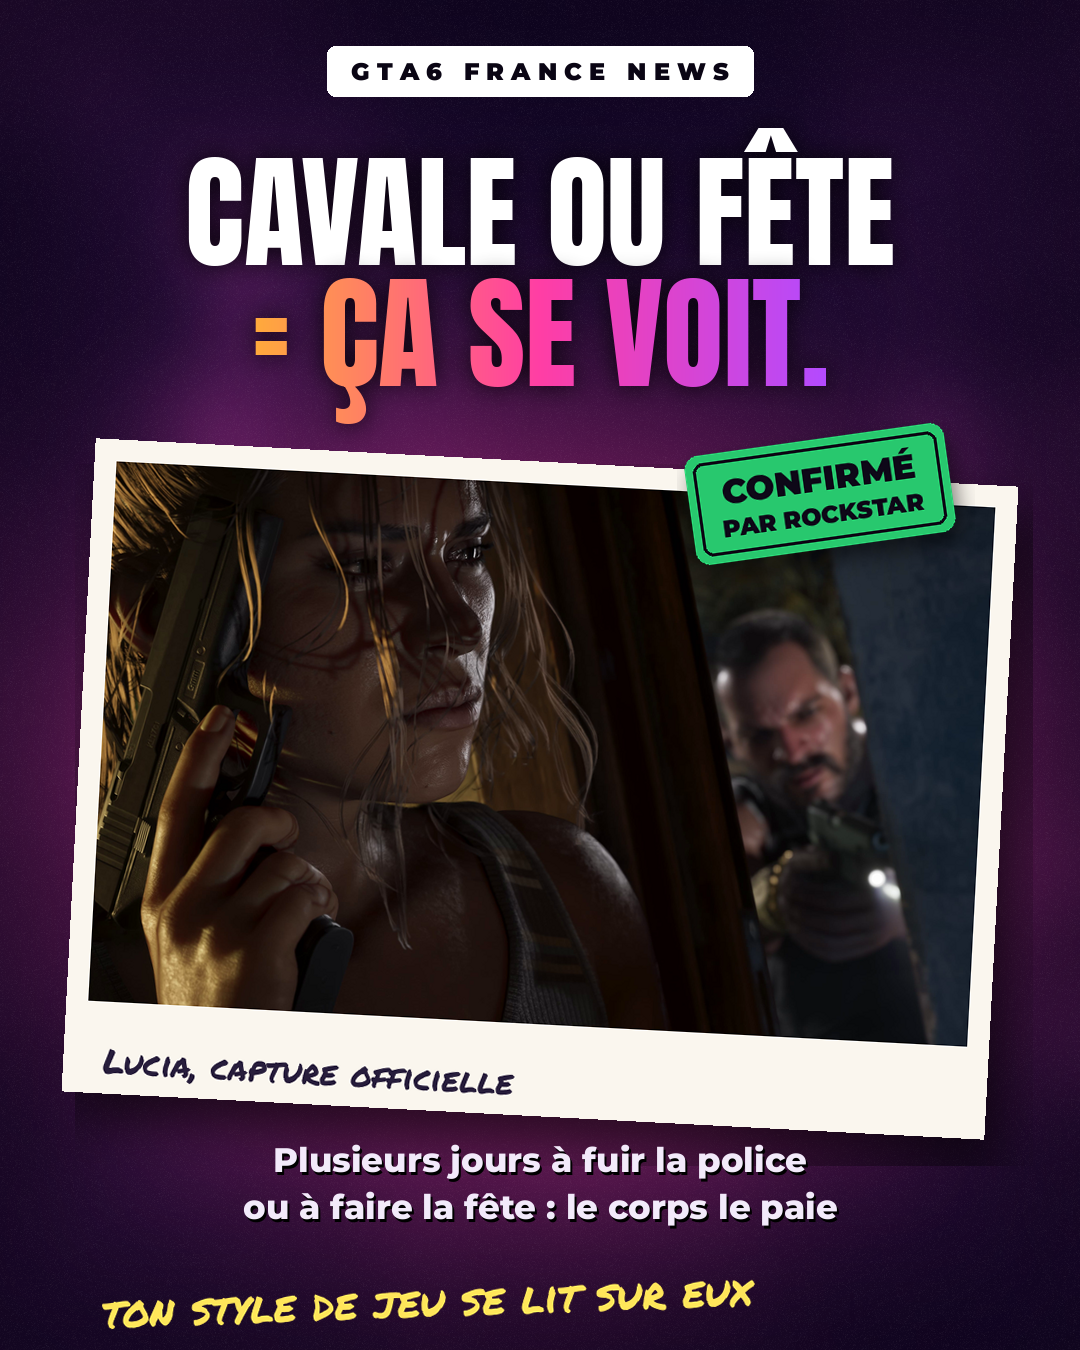 GTA6 FRANCE NEWS
CAVALE OU FÊTE
= ÇA SE VOIT.
CONFIRMÉ
PAR ROCKSTAR
LUCIA, CAPTURE OFFICIELLE
Plusieurs jours à fuir la police
ou à faire la fête : le corps le paie
TON STYLE DE JEU SE LIT SUR EUX